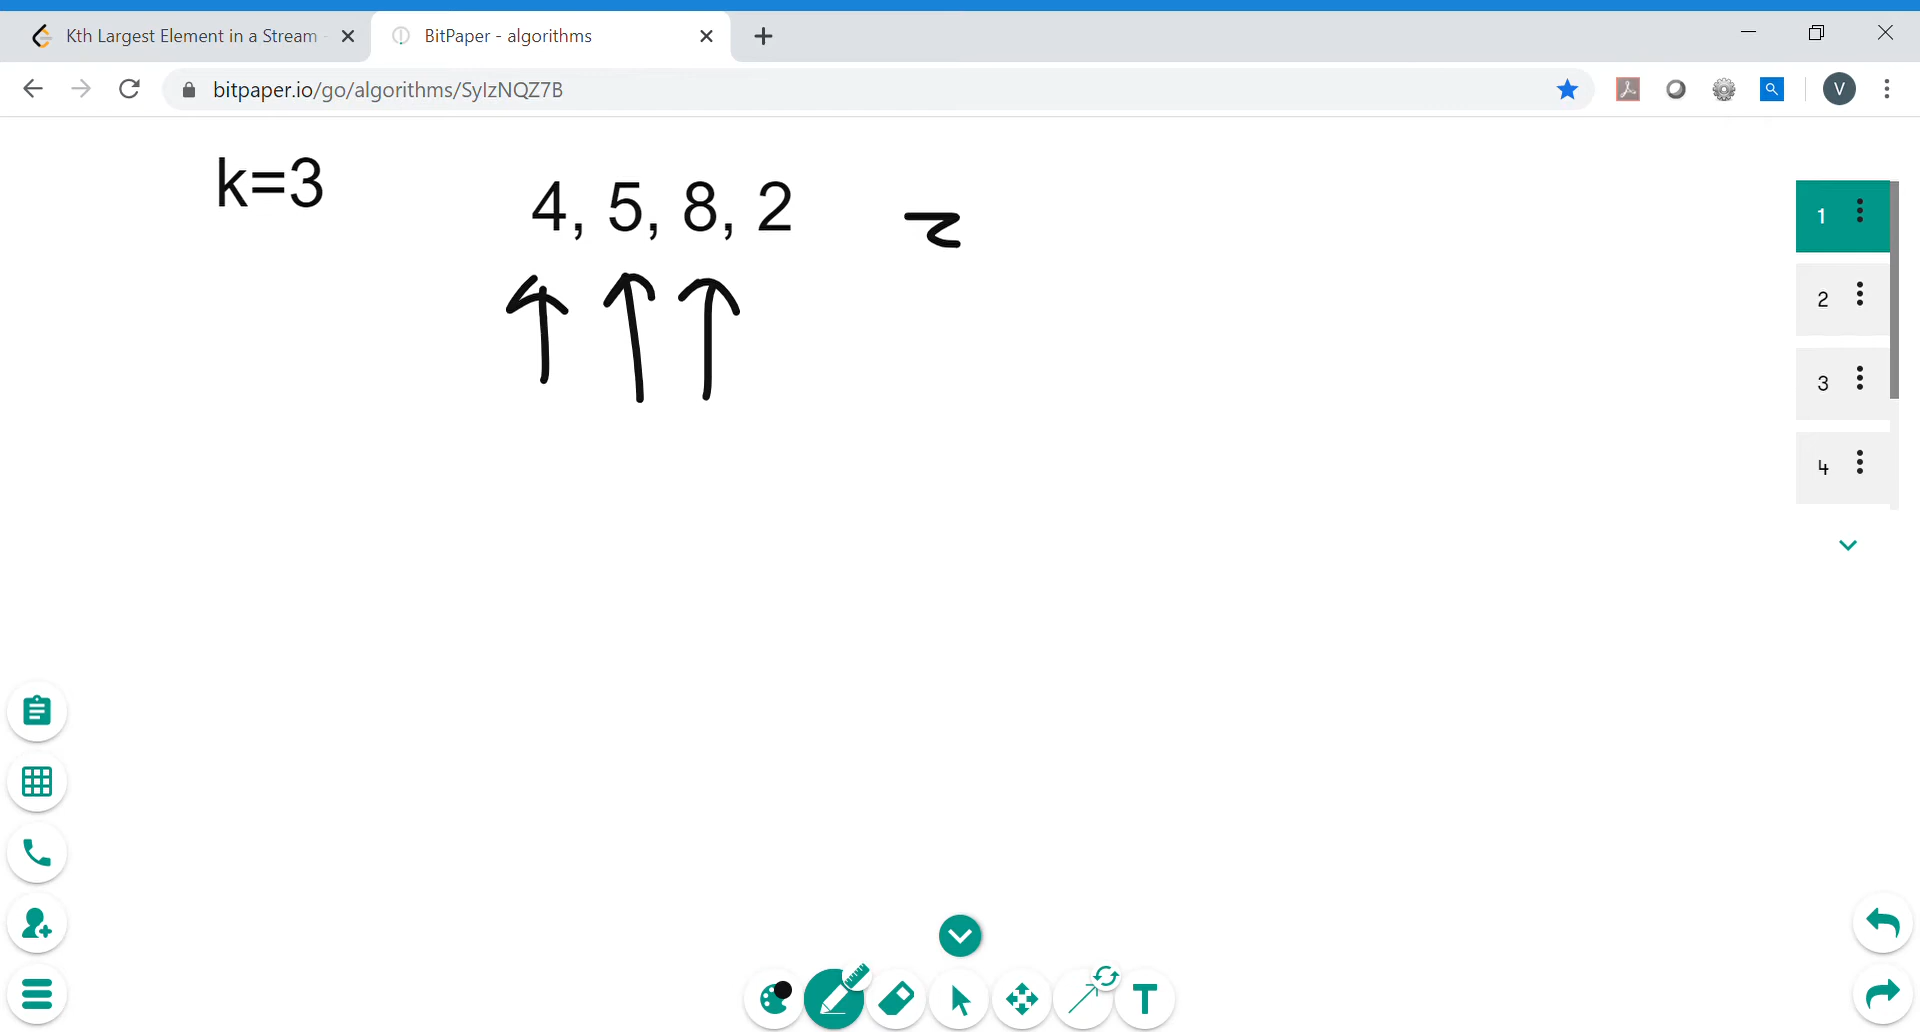 Kth Largest Element in a Stream -
BitPaper - algorithms
bitpaper.io/go/algorithms/SyIzNQZ7B
V
k=3
4, 5, 8, 2
1
2
3
4
T